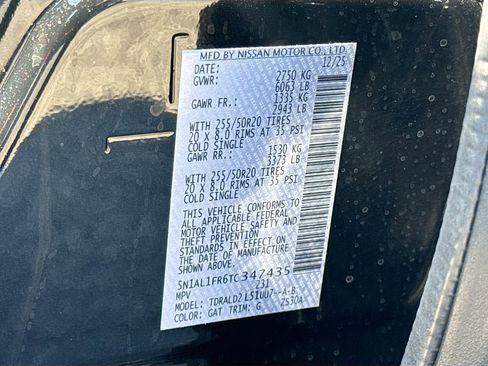 MFD BY NISSAN MOTOR CO., LTD.
DATE: 12/25
GVWR: 2750 KG
6063 LB
GAWR FR.: 1335 KG
2943 LB
WITH 255/50R20 TIRES
20 X 8.0 RIMS AT 35 PSI
COLD SINGLE
GAWR RR.: 1530 KG
3373 LB
WITH 255/50R20 TIRES
20 X 8.0 RIMS AT 35 PSI
COLD SINGLE
THIS VEHICLE CONFORMS TO
ALL APPLICABLE FEDERAL
MOTOR VEHICLE SAFETY AND
THEFT PREVENTION
STANDARDS IN EFFECT ON
THE DATE OF MANUFACTURE
SHOWN ABOVE.
5N1AL1FR6TC347435
MPV 231
MODEL: TDRALD2L51UU7--A-B
COLOR: GAT TRIM: G 2530A